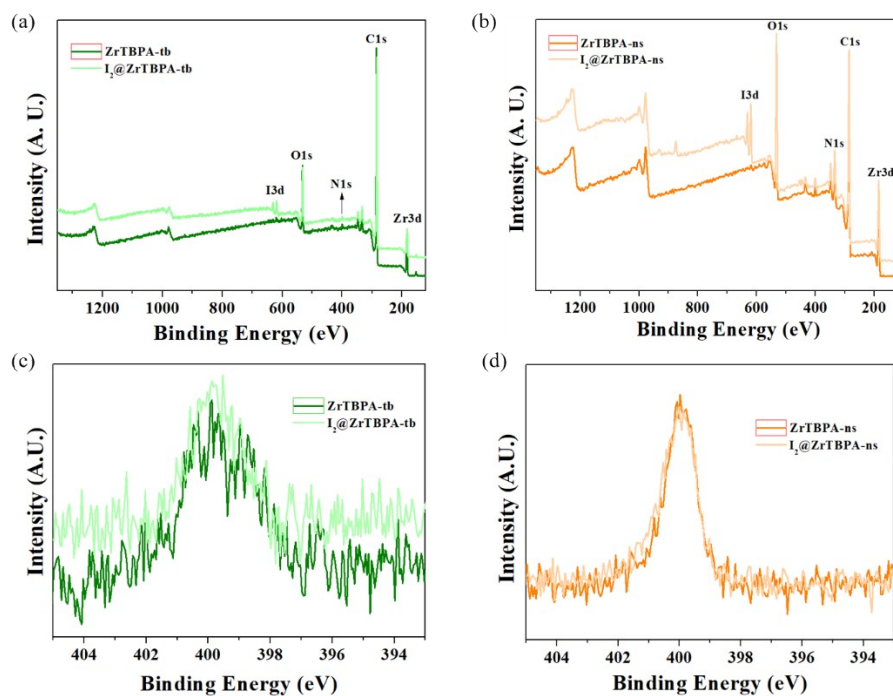 (a)
ZrTBPA-tb
I₂@ZrTBPA-tb
C1s
O1s
I3d
N1s
Zr3d
Intensity (A. U.)
1200 1000 800 600 400 200
Binding Energy (eV)
(b)
ZrTBPA-ns
I₂@ZrTBPA-ns
O1s
C1s
I3d
N1s
Zr3d
Intensity (A. U.)
1200 1000 800 600 400 200
Binding Energy (eV)
(c)
ZrTBPA-tb
I₂@ZrTBPA-tb
Intensity (A.U.)
404 402 400 398 396 394
Binding Energy (eV)
(d)
ZrTBPA-ns
I₂@ZrTBPA-ns
Intensity (A.U.)
404 402 400 398 396 394
Binding Energy (eV)